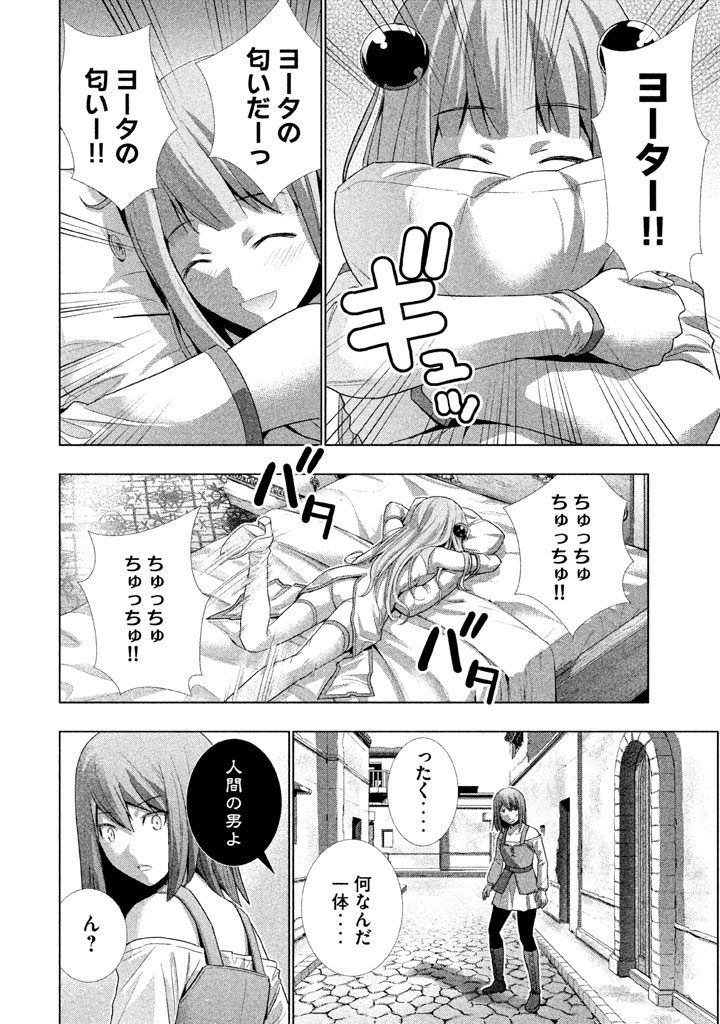 ヨーター!!
ギュッ
ヨータの
匂いだーっ
ヨータの
匂いー!!
ちゅっちゅ
ちゅっちゅ!!
バタ
バタ
ちゅっちゅ
ちゅっちゅ!!
ったく‥‥
何なんだ
一体‥‥
人間の男よ
ん?